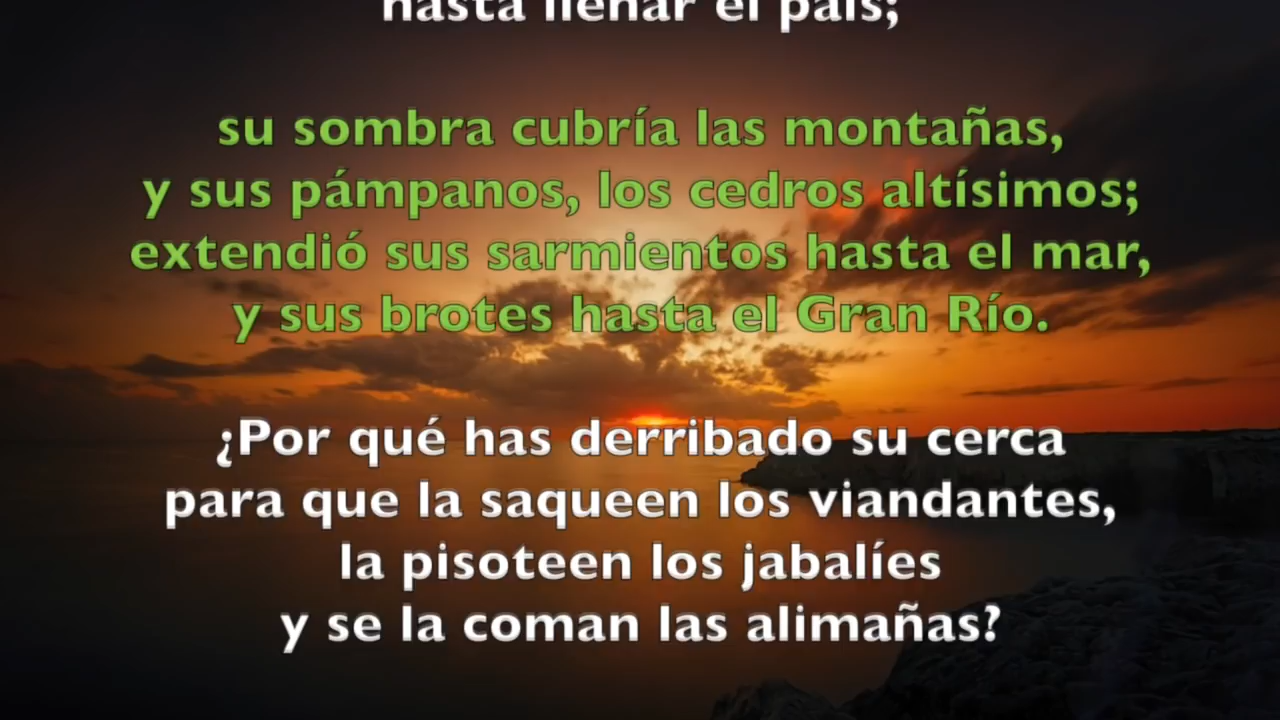 hasta llenar el país;
su sombra cubría las montañas,
y sus pámpanos, los cedros altísimos;
extendió sus sarmientos hasta el mar,
y sus brotes hasta el Gran Río.
¿Por qué has derribado su cerca
para que la saqueen los viandantes,
la pisoteen los jabalíes
y se la coman las alimañas?